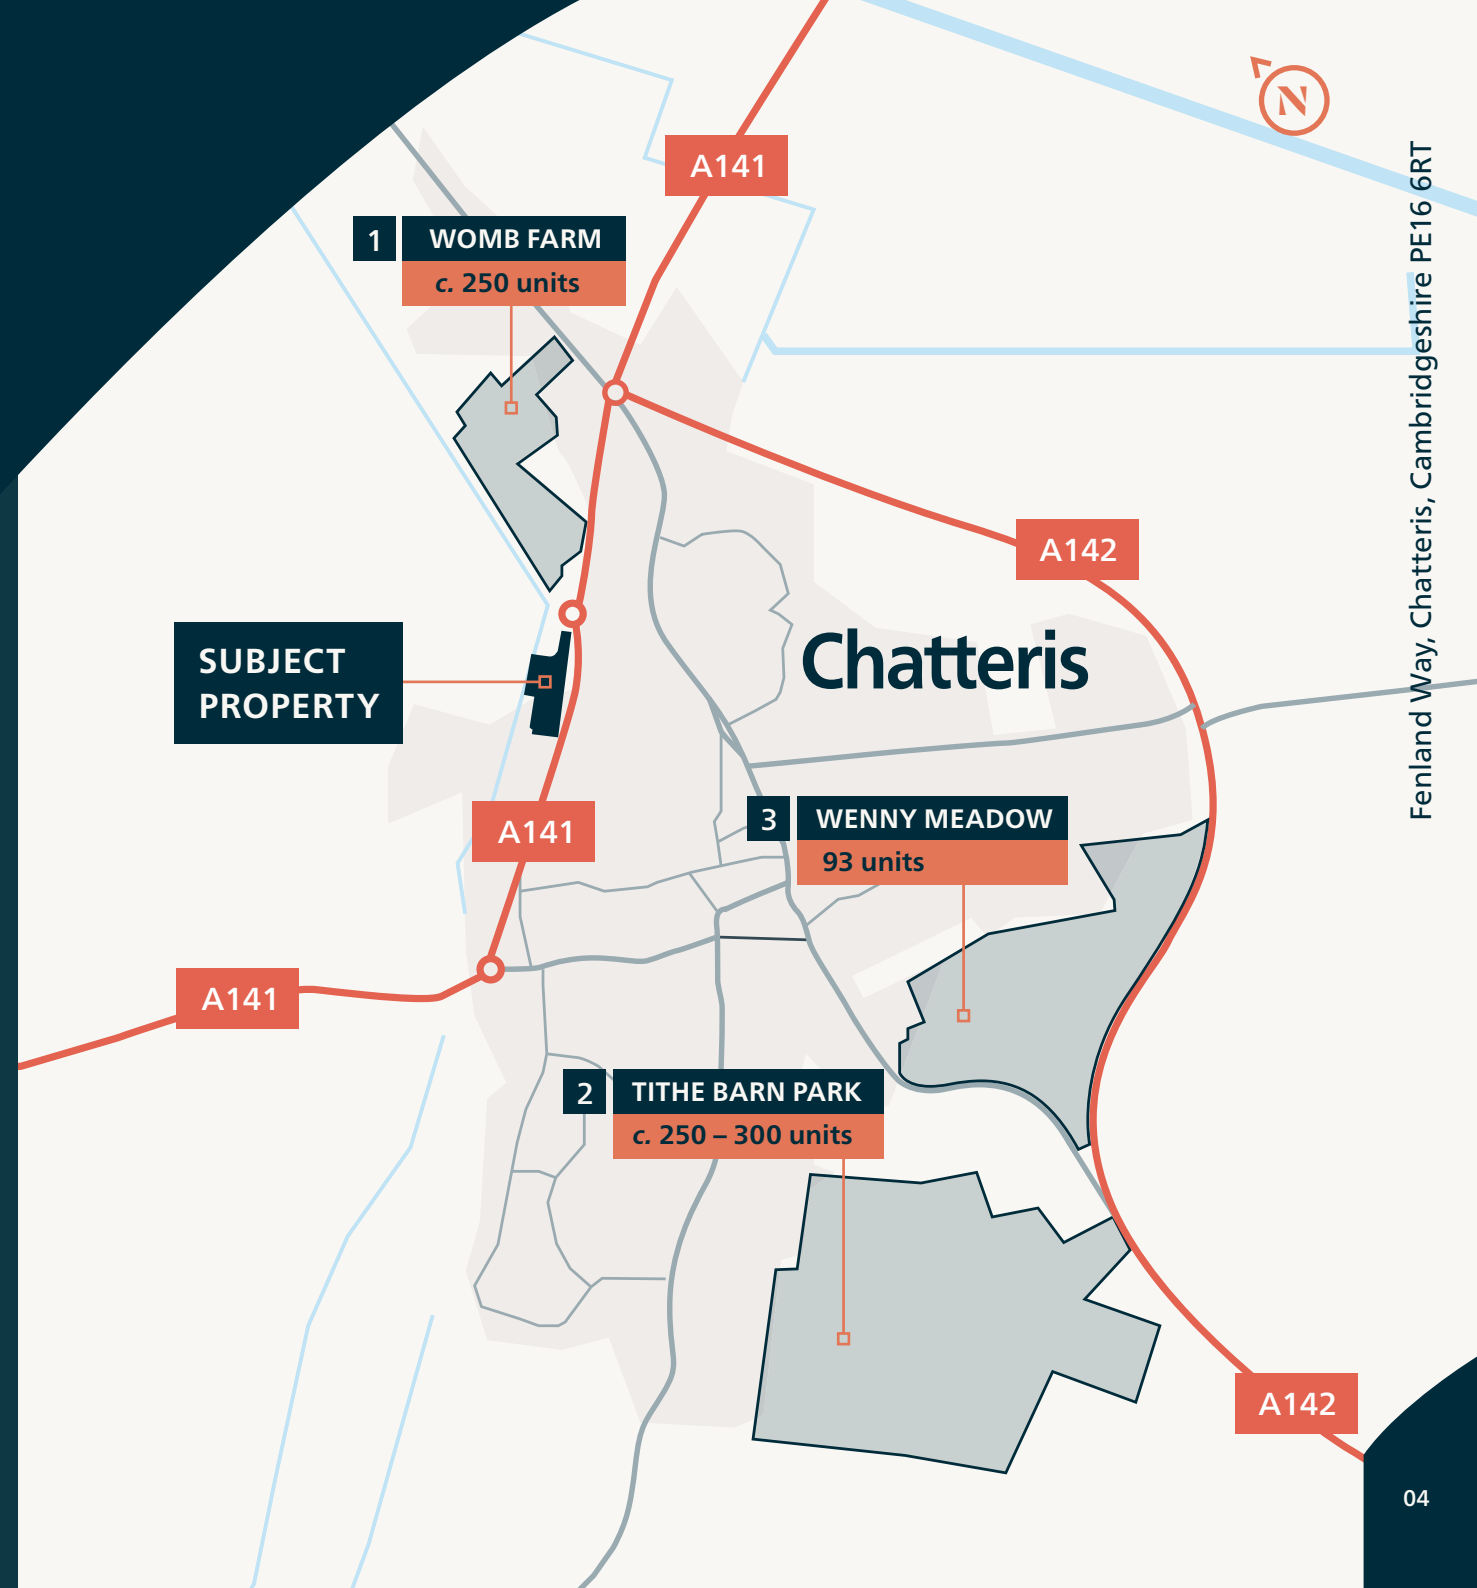 N
A141
1
WOMB FARM
c. 250 units
A142
SUBJECT
PROPERTY
Chatteris
A141
3
WENNY MEADOW
93 units
A141
2
TITHE BARN PARK
c. 250 – 300 units
A142
Fenland Way, Chatteris, Cambridgeshire PE16 6RT
04